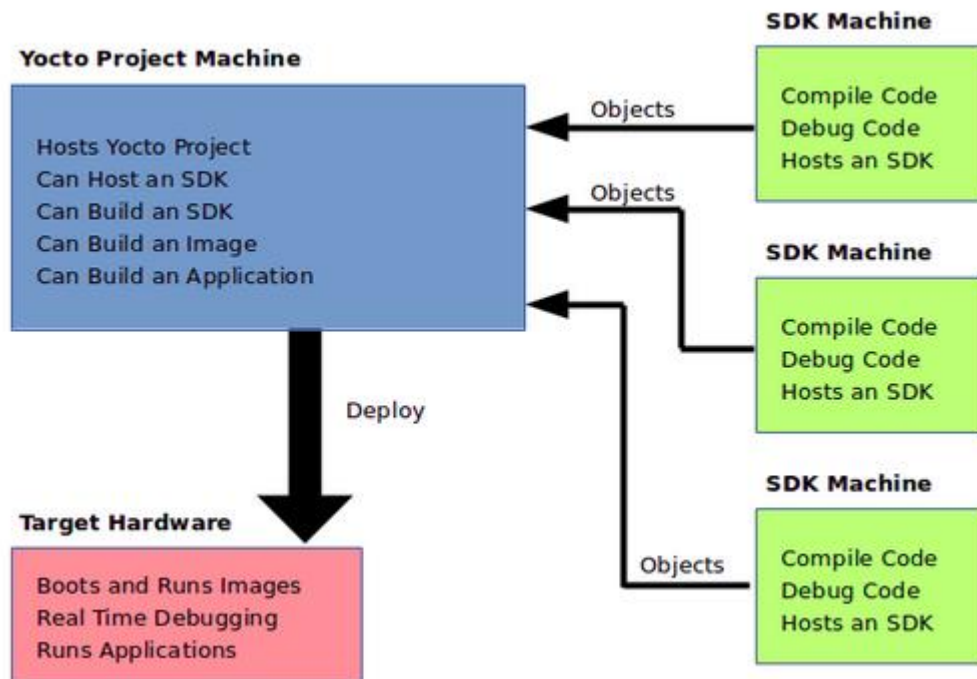 Yocto Project Machine
Hosts Yocto Project
Can Host an SDK
Can Build an SDK
Can Build an Image
Can Build an Application
Objects
Objects
Objects
SDK Machine
Compile Code
Debug Code
Hosts an SDK
SDK Machine
Compile Code
Debug Code
Hosts an SDK
SDK Machine
Compile Code
Debug Code
Hosts an SDK
Deploy
Target Hardware
Boots and Runs Images
Real Time Debugging
Runs Applications